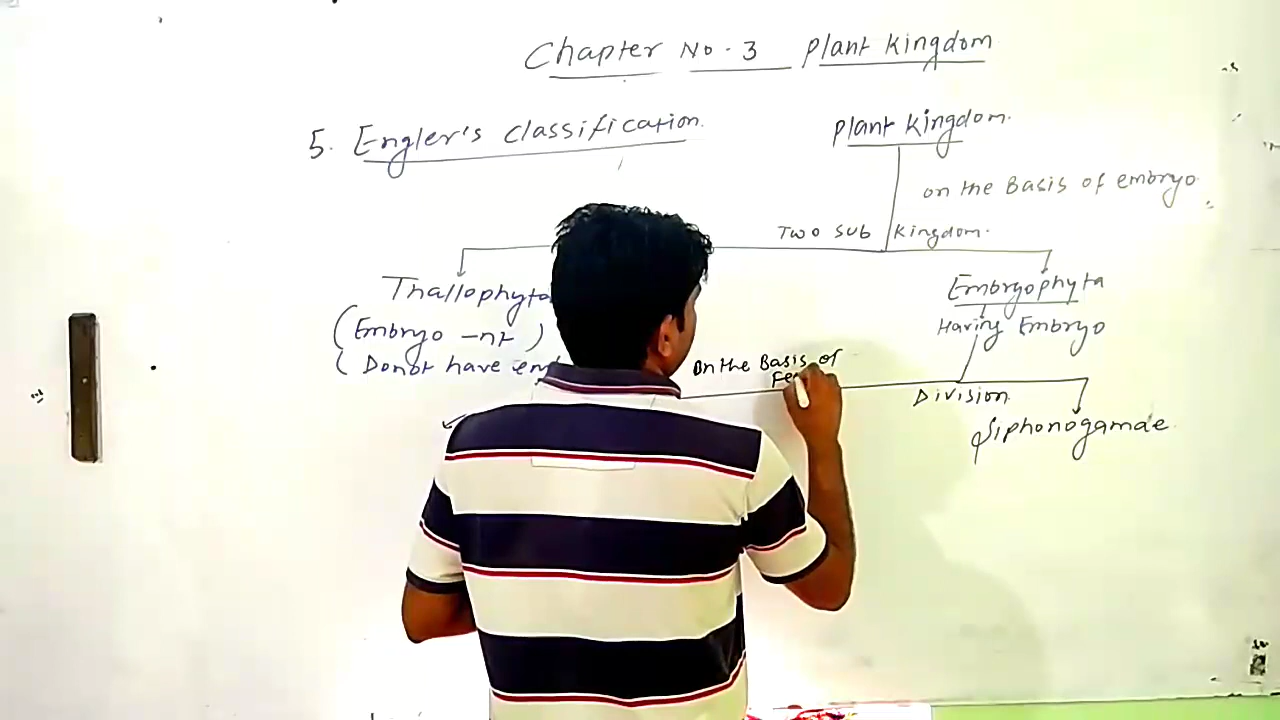 Chapter No. 3 Plant Kingdom
5. Engler's classification.
Plant Kingdom.
on the Basis of embryo
Two sub Kingdom.
Thallophyta
Embryophyta
(Embryo -nt )
Having Embryo
( Donot have
On the Basis of
Division
Siphonogamae